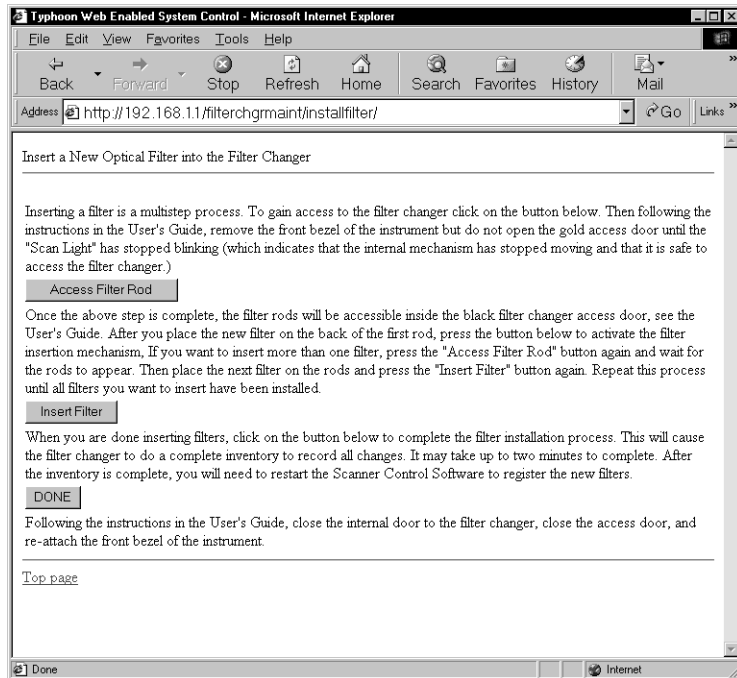 Typhoon Web Enabled System Control - Microsoft Internet Explorer
File Edit View Favorites Tools Help
Back Forward Stop Refresh Home Search Favorites History Mail »
Address http://192.168.1.1/filterchgrmaint/installfilter/ Go Links »
Insert a New Optical Filter into the Filter Changer
Inserting a filter is a multistep process. To gain access to the filter changer click on the button below. Then following the
instructions in the User's Guide, remove the front bezel of the instrument but do not open the gold access door until the
"Scan Light" has stopped blinking (which indicates that the internal mechanism has stopped moving and that it is safe to
access the filter changer.)
Access Filter Rod
Once the above step is complete, the filter rods will be accessible inside the black filter changer access door, see the
User's Guide. After you place the new filter on the back of the first rod, press the button below to activate the filter
insertion mechanism, If you want to insert more than one filter, press the "Access Filter Rod" button again and wait for
the rods to appear. Then place the next filter on the rods and press the "Insert Filter" button again. Repeat this process
until all filters you want to insert have been installed.
Insert Filter
When you are done inserting filters, click on the button below to complete the filter installation process. This will cause
the filter changer to do a complete inventory to record all changes. It may take up to two minutes to complete. After
the inventory is complete, you will need to restart the Scanner Control Software to register the new filters.
DONE
Following the instructions in the User's Guide, close the internal door to the filter changer, close the access door, and
re-attach the front bezel of the instrument.
Top page
Done Internet